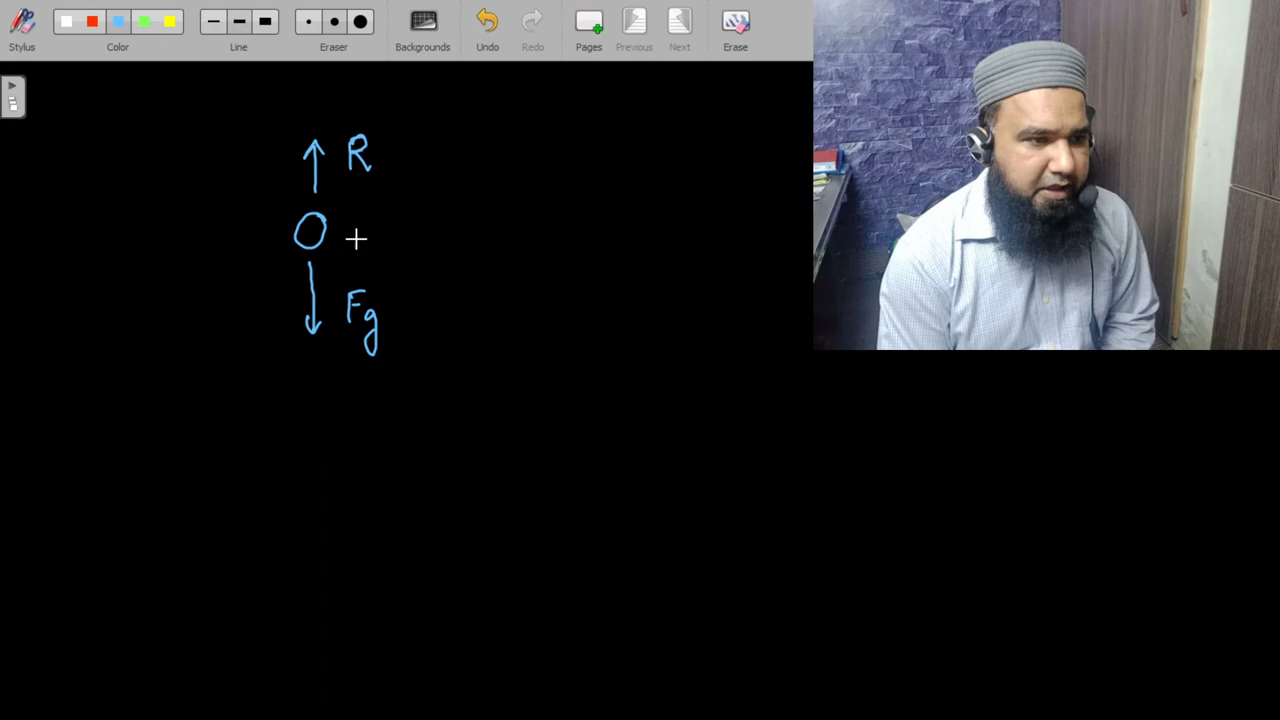 Stylus Color Line Eraser Backgrounds Undo Redo Pages Previous Next Erase
R
Fg